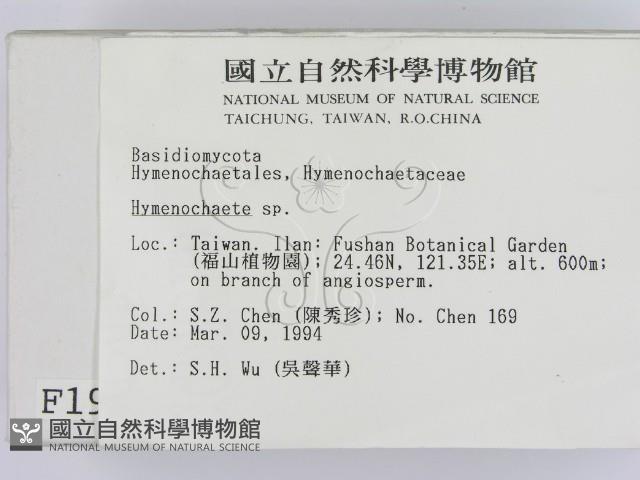 國立自然科學博物館
NATIONAL MUSEUM OF NATURAL SCIENCE
TAICHUNG, TAIWAN, R.O.CHINA
Basidiomycota
Hymenochaetales, Hymenochaetaceae
Hymenochaete sp.
Loc.: Taiwan. Ilan: Fushan Botanical Garden
(福山植物園); 24.46N, 121.35E; alt. 600m;
on branch of angiosperm.
Col.: S.Z. Chen (陳秀珍); No. Chen 169
Date: Mar. 09, 1994
Det.: S.H. Wu (吳聲華)
F19
國立自然科學博物館
NATIONAL MUSEUM OF NATURAL SCIENCE